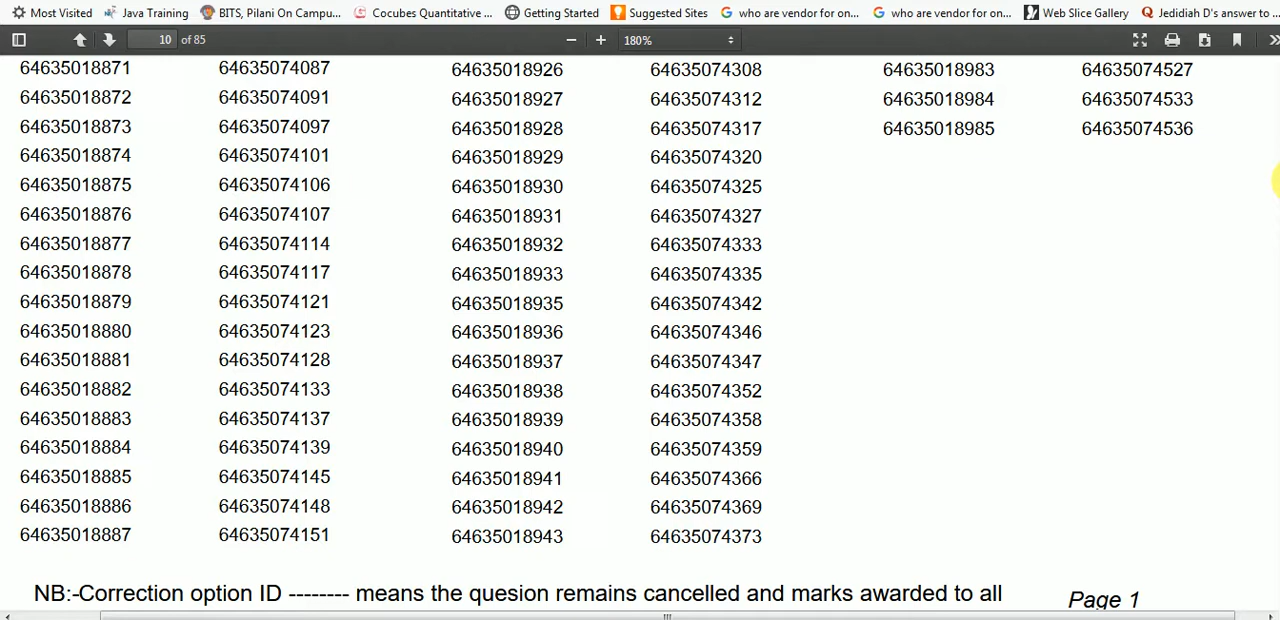 Most Visited Java Training BITS, Pilani On Campu... Cocubes Quantitative ... Getting Started Suggested Sites who are vendor for on... who are vendor for on... Web Slice Gallery Jedidiah D's answer to ...
10 of 85 180%
64635018871 64635074087 64635018926 64635074308 64635018983 64635074527
64635018872 64635074091 64635018927 64635074312 64635018984 64635074533
64635018873 64635074097 64635018928 64635074317 64635018985 64635074536
64635018874 64635074101 64635018929 64635074320
64635018875 64635074106 64635018930 64635074325
64635018876 64635074107 64635018931 64635074327
64635018877 64635074114 64635018932 64635074333
64635018878 64635074117 64635018933 64635074335
64635018879 64635074121 64635018935 64635074342
64635018880 64635074123 64635018936 64635074346
64635018881 64635074128 64635018937 64635074347
64635018882 64635074133 64635018938 64635074352
64635018883 64635074137 64635018939 64635074358
64635018884 64635074139 64635018940 64635074359
64635018885 64635074145 64635018941 64635074366
64635018886 64635074148 64635018942 64635074369
64635018887 64635074151 64635018943 64635074373
NB:-Correction option ID -------- means the quesion remains cancelled and marks awarded to all Page 1